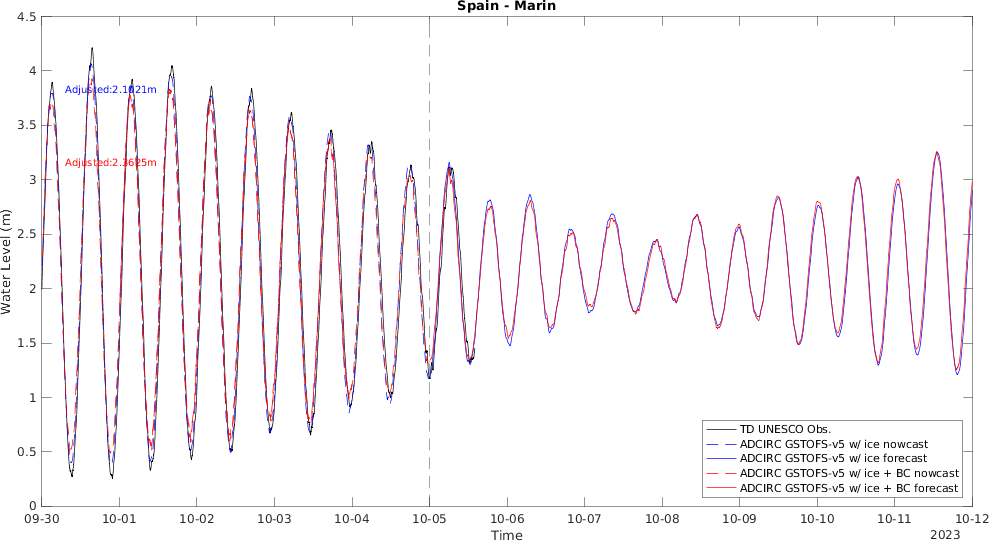 Spain - Marin
4.5
4
3.5
3
2.5
2
1.5
1
0.5
0
Water Level (m)
Adjusted:2.1021m
Adjusted:2.3625m
TD UNESCO Obs.
ADCIRC GSTOFS-v5 w/ ice nowcast
ADCIRC GSTOFS-v5 w/ ice forecast
ADCIRC GSTOFS-v5 w/ ice + BC nowcast
ADCIRC GSTOFS-v5 w/ ice + BC forecast
09-30 10-01 10-02 10-03 10-04 10-05 10-06 10-07 10-08 10-09 10-10 10-11 10-12
Time
2023